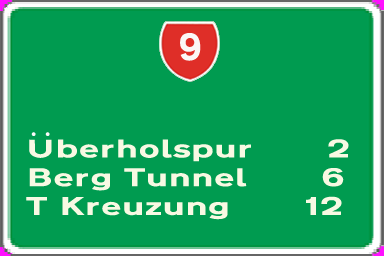 9
Überholspur 2
Berg Tunnel 6
T Kreuzung 12